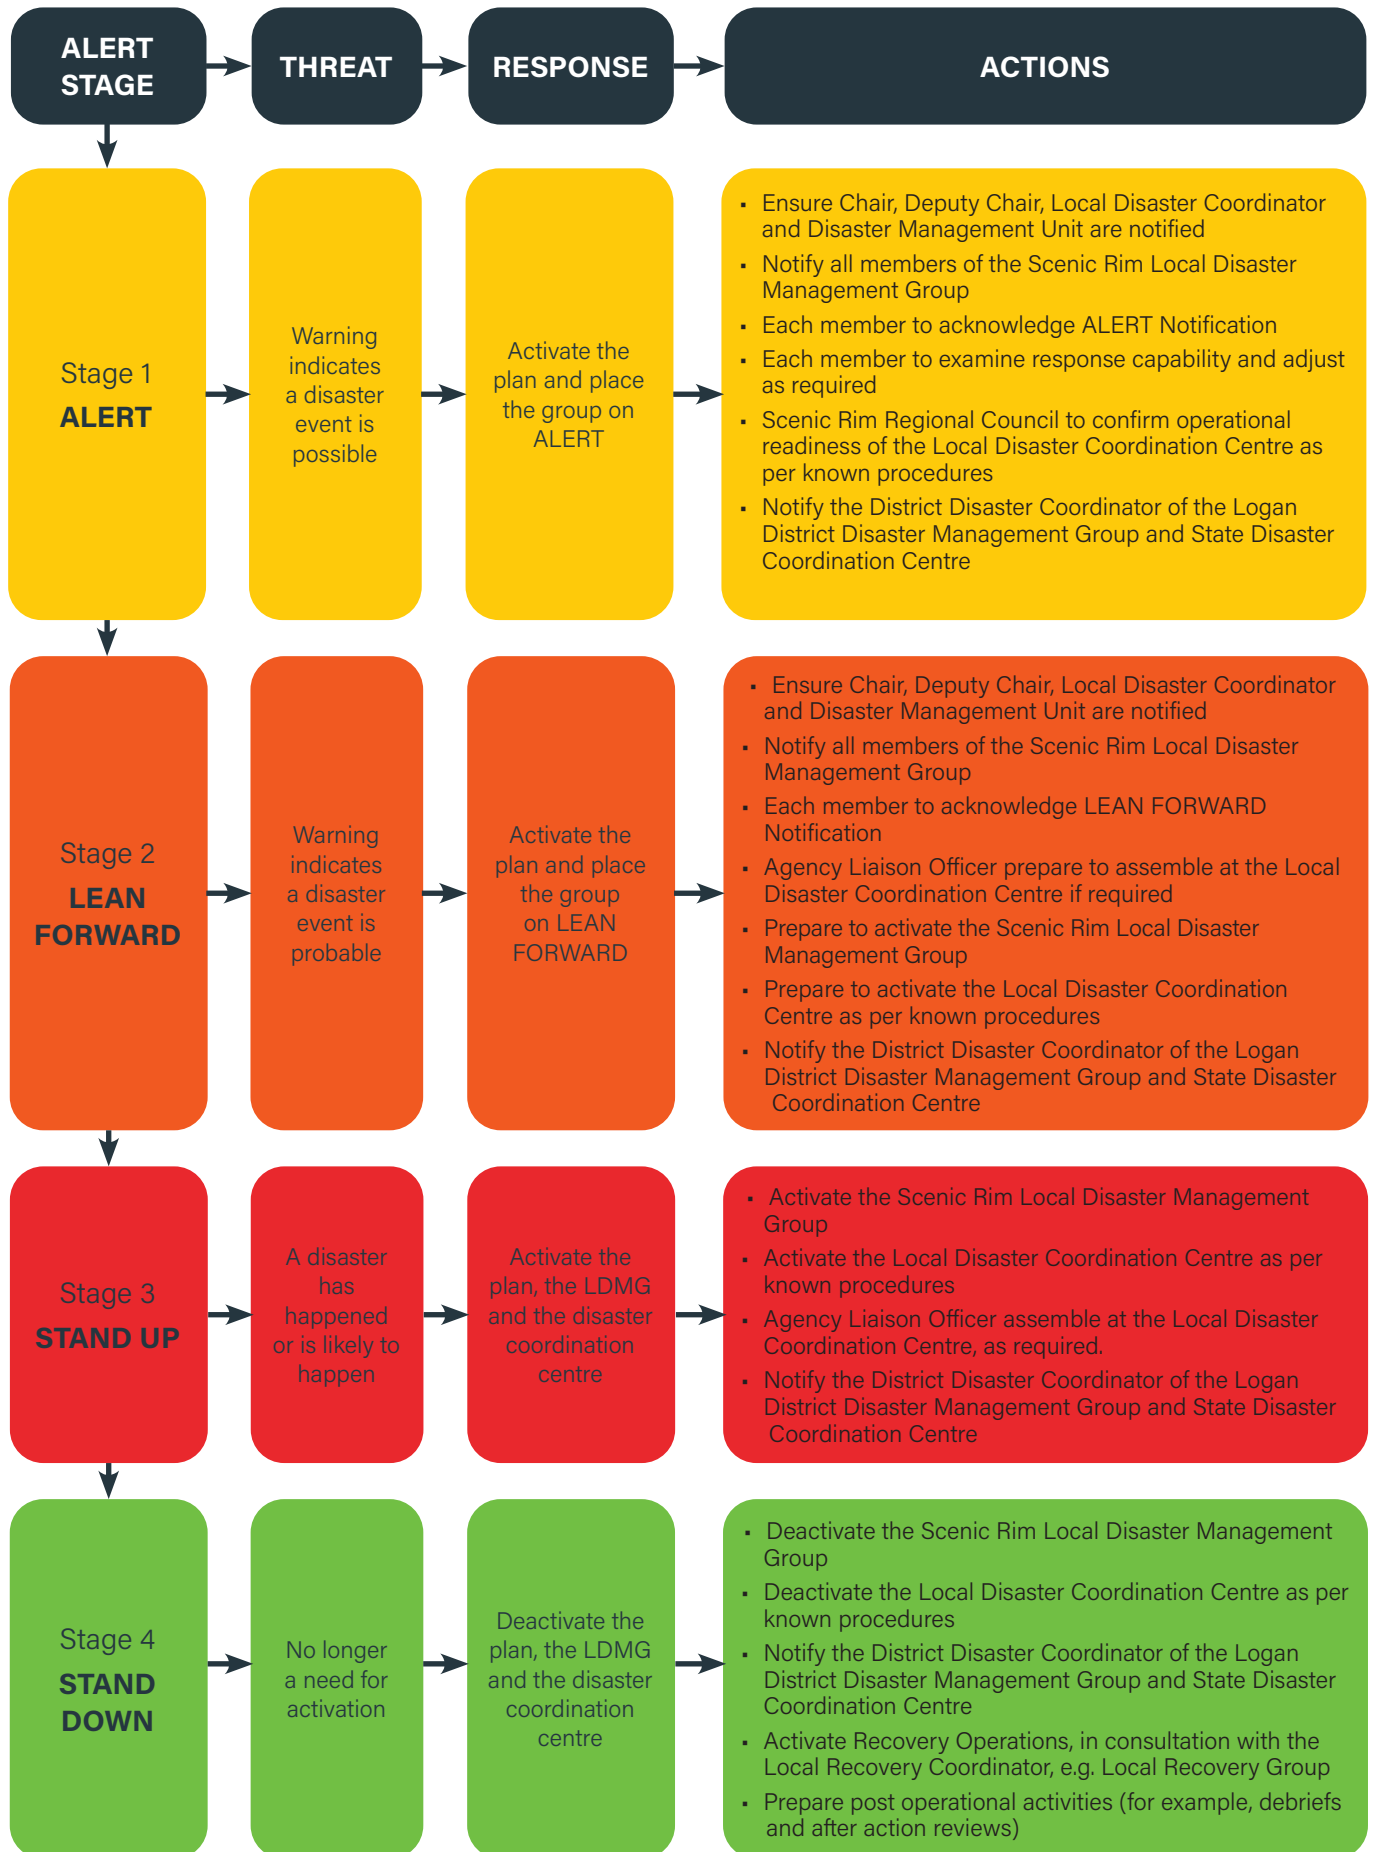 ALERT
STAGE
THREAT
RESPONSE
ACTIONS
Stage 1
ALERT
Warning
indicates
a disaster
event is
possible
Activate the
plan and place
the group on
ALERT
▪ Ensure Chair, Deputy Chair, Local Disaster Coordinator
and Disaster Management Unit are notified
▪ Notify all members of the Scenic Rim Local Disaster
Management Group
▪ Each member to acknowledge ALERT Notification
▪ Each member to examine response capability and adjust
as required
▪ Scenic Rim Regional Council to confirm operational
readiness of the Local Disaster Coordination Centre as
per known procedures
▪ Notify the District Disaster Coordinator of the Logan
District Disaster Management Group and State Disaster
Coordination Centre
Stage 2
LEAN
FORWARD
Warning
indicates
a disaster
event is
probable
Activate the
plan and place
the group
on LEAN
FORWARD
▪ Ensure Chair, Deputy Chair, Local Disaster Coordinator
and Disaster Management Unit are notified
▪ Notify all members of the Scenic Rim Local Disaster
Management Group
▪ Each member to acknowledge LEAN FORWARD
Notification
▪ Agency Liaison Officer prepare to assemble at the Local
Disaster Coordination Centre if required
▪ Prepare to activate the Scenic Rim Local Disaster
Management Group
▪ Prepare to activate the Local Disaster Coordination
Centre as per known procedures
▪ Notify the District Disaster Coordinator of the Logan
District Disaster Management Group and State Disaster
Coordination Centre
Stage 3
STAND UP
A disaster
has
happened
or is likely to
happen
Activate the
plan, the LDMG
and the disaster
coordination
centre
▪ Activate the Scenic Rim Local Disaster Management
Group
▪ Activate the Local Disaster Coordination Centre as per
known procedures
▪ Agency Liaison Officer assemble at the Local Disaster
Coordination Centre, as required.
▪ Notify the District Disaster Coordinator of the Logan
District Disaster Management Group and State Disaster
Coordination Centre
Stage 4
STAND
DOWN
No longer
a need for
activation
Deactivate the
plan, the LDMG
and the disaster
coordination
centre
▪ Deactivate the Scenic Rim Local Disaster Management
Group
▪ Deactivate the Local Disaster Coordination Centre as per
known procedures
▪ Notify the District Disaster Coordinator of the Logan
District Disaster Management Group and State Disaster
Coordination Centre
▪ Activate Recovery Operations, in consultation with the
Local Recovery Coordinator, e.g. Local Recovery Group
▪ Prepare post operational activities (for example, debriefs
and after action reviews)